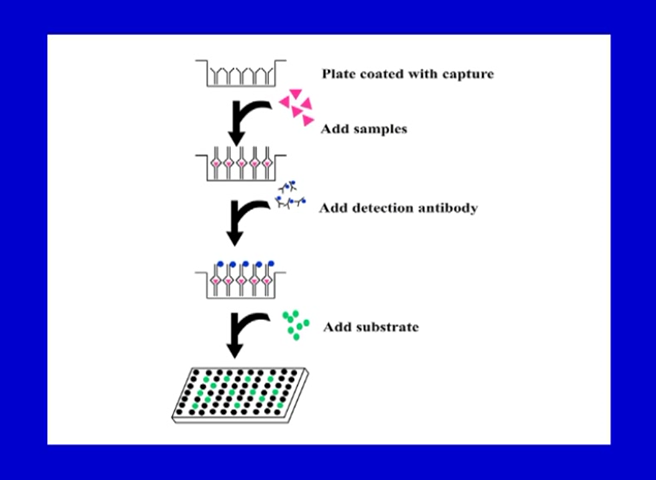 Plate coated with capture
Add samples
Add detection antibody
Add substrate